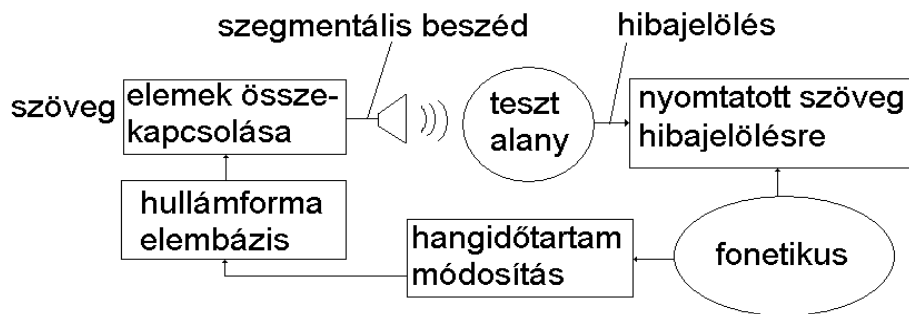 szegmentális beszéd
hibajelölés
szöveg
elemek össze-
kapcsolása
teszt
alany
nyomtatott szöveg
hibajelölésre
hullámforma
elembázis
hangidőtartam
módosítás
fonetikus